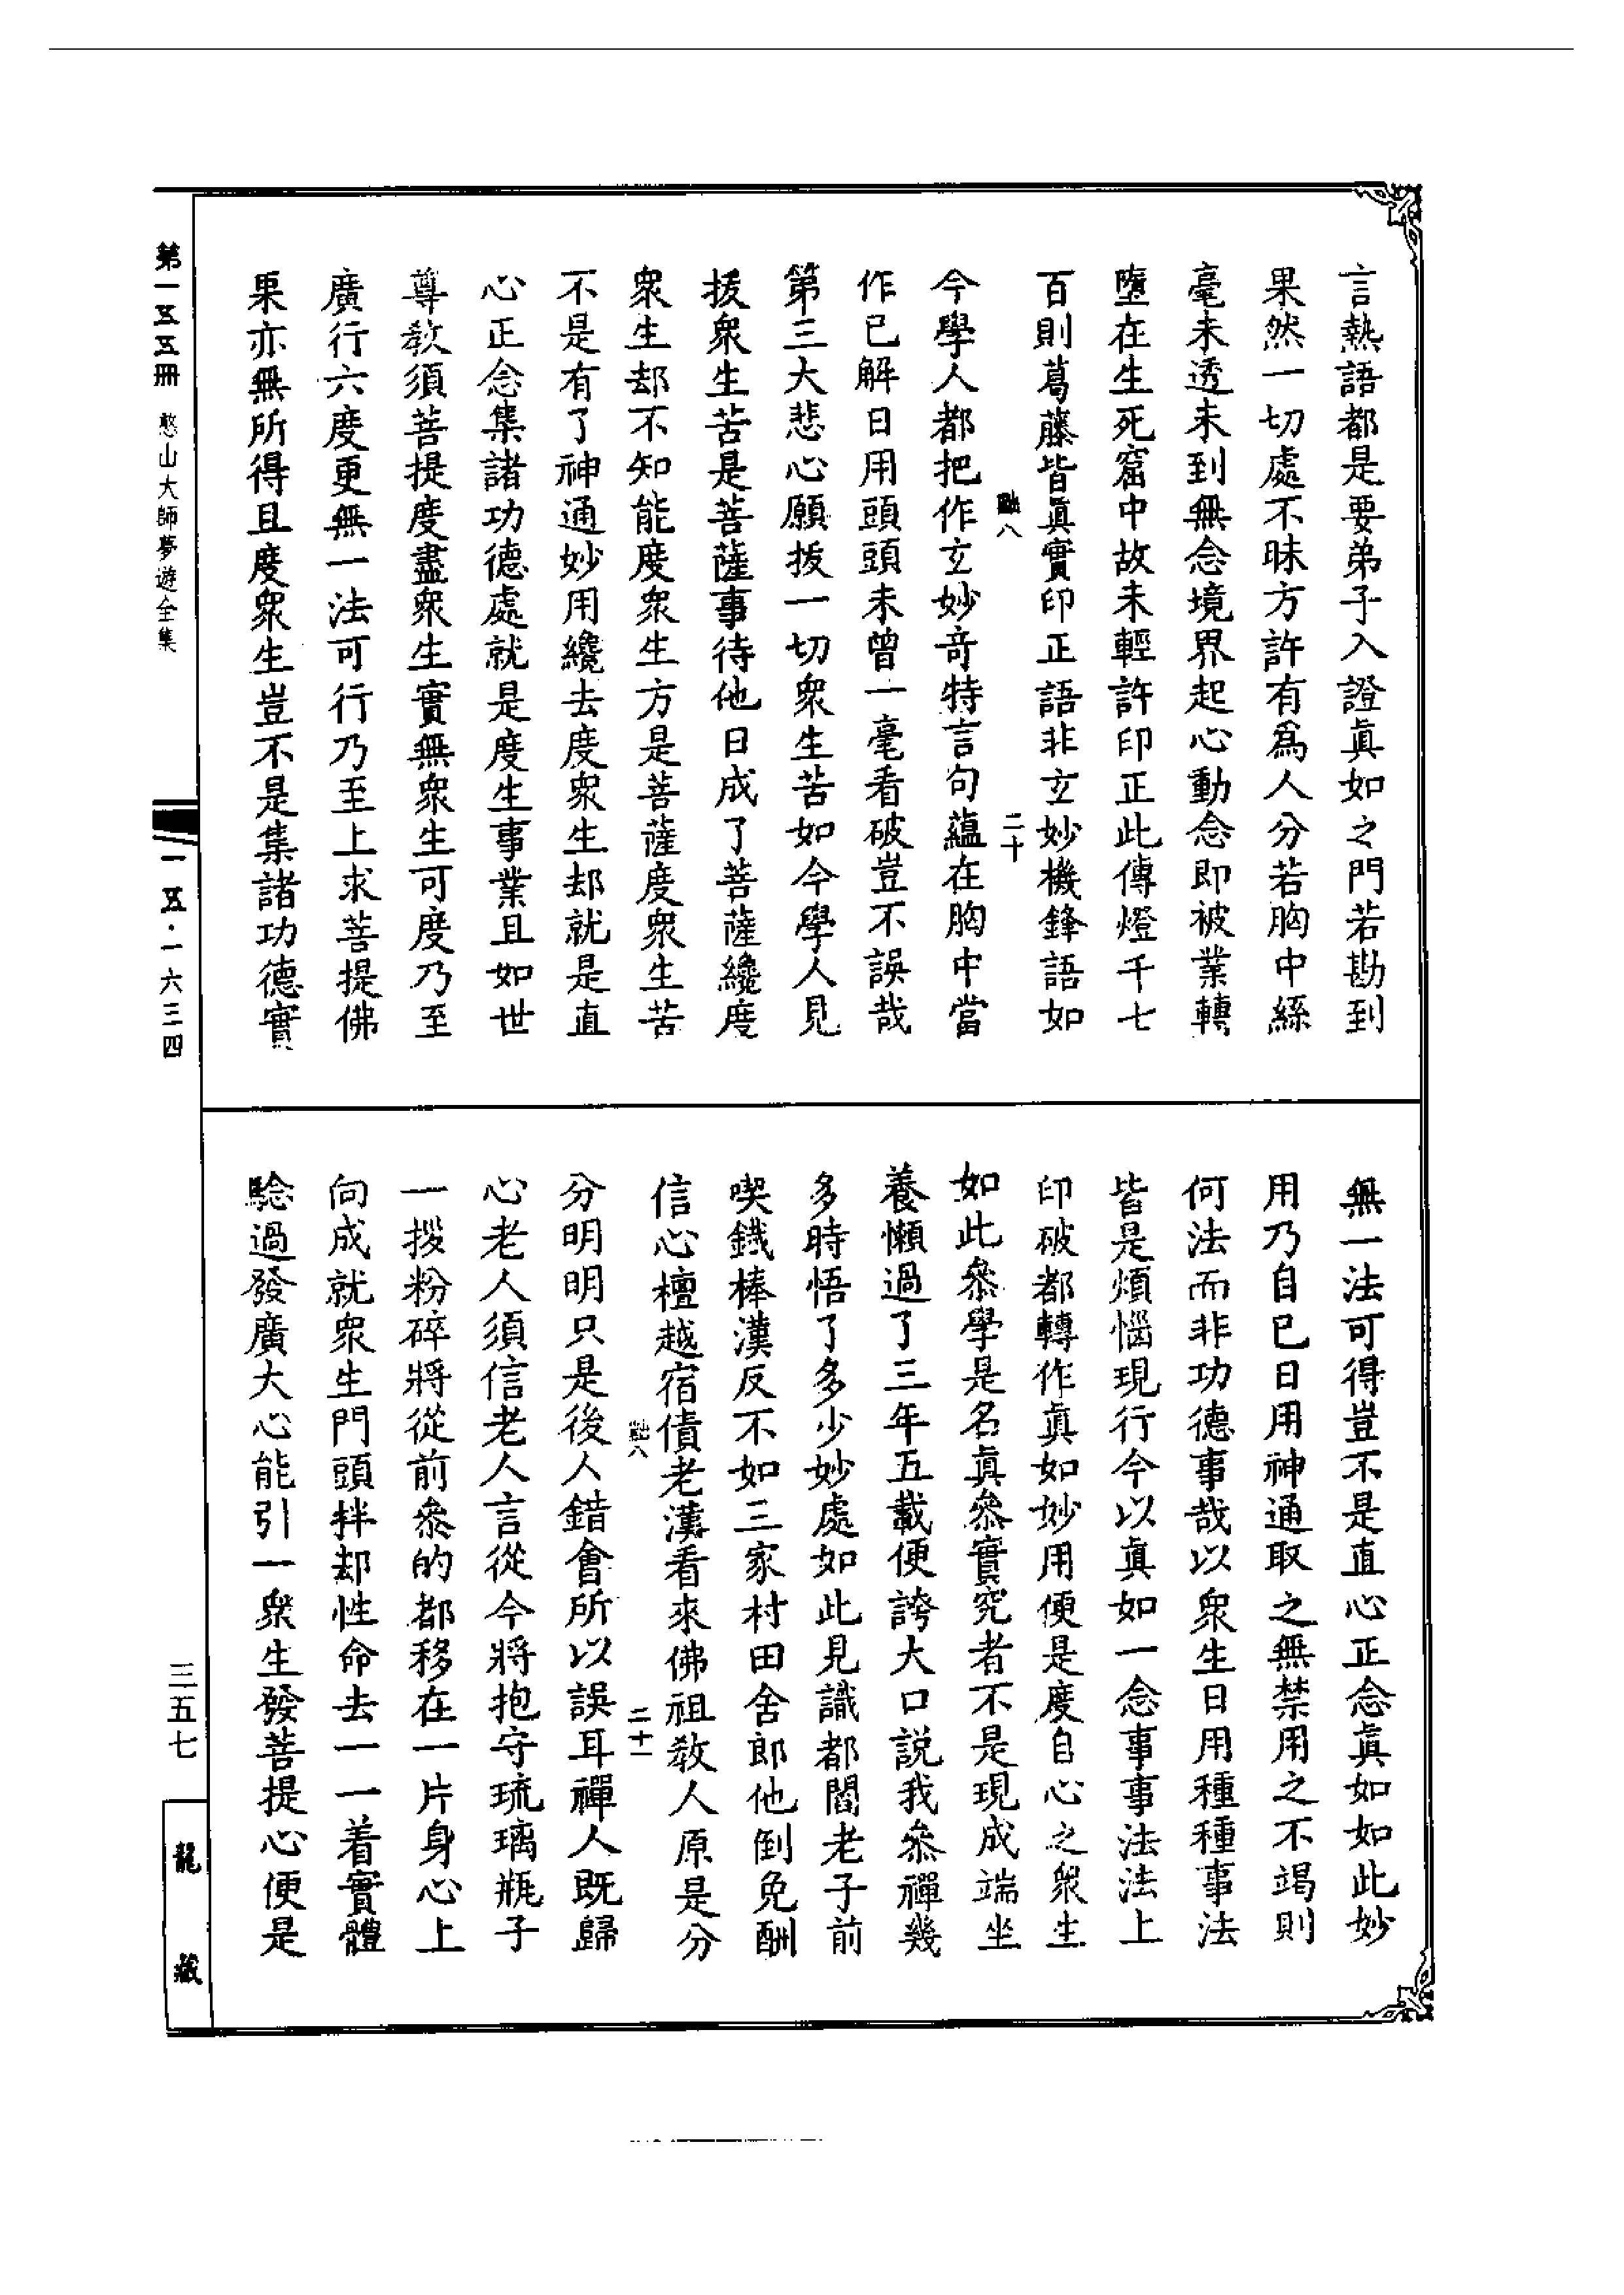 言熱語都是要弟子入證眞如之門若勘到
果然一切處不昧方許有爲人分若胸中絲
毫未透未到無念境界起心動念即被業轉
墮在生死窟中故未輕許印正此傳燈千七
百則葛藤皆眞實印正語非玄妙機鋒語如
八
二十
今學人都把作玄妙竒特言句蘊在胸中當
作已解日用頭頭未曾一毫看破豈不誤哉
第三大悲心願拔一切衆生苦如今學人見
拔衆生苦是菩薩事待他日成了菩薩纔度
衆生却不知能度衆生方是菩薩度衆生苦
不是有了神通妙用纔去度衆生却就是直
心正念集諸功德處就是度生事業且如世
尊教須菩提度盡衆生實無衆生可度乃至
廣行六度更無一法可行乃至上求菩提佛
果亦無所得且度衆生豈不是集諸功德實
無一法可得豈不是直心正念眞如如此妙
用乃自已日用神通取之無禁用之不竭則
何法而非功德事哉以衆生日用種種事法
皆是煩惱現行今以眞如一念事事法法上
印破都轉作眞如妙用便是度自心之衆生
如此叅學是名眞叅實究者不是現成端坐
養懶過了三年五載便誇大口說我叅禪幾
多時悟了多少妙處如此見識都閻老子前
喫鐵棒漢反不如三家村田舍郎他倒免酬
信心檀越宿債老漢看來佛祖教人原是分
八
二十一
分明明只是後人錯會所以誤耳禪人既歸
心老人須信老人言從今將抱守琉璃瓶子
一拶粉碎將從前叅的都移在一片身心上
向成就衆生門頭拌却性命去一一着實體
騐過發廣大心能引一衆生發菩提心便是
第一五五冊 憨山大師夢遊全集
一五·一六三四
三五七
龍藏